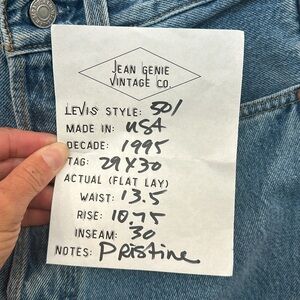 JEAN GENIE
VINTAGE CO.
LEVIS STYLE: 501
MADE IN: USA
DECADE: 1995
TAG: 29X30
ACTUAL (FLAT LAY)
WAIST: 13.5
RISE: 10.75
INSEAM: 30
NOTES: Pristine